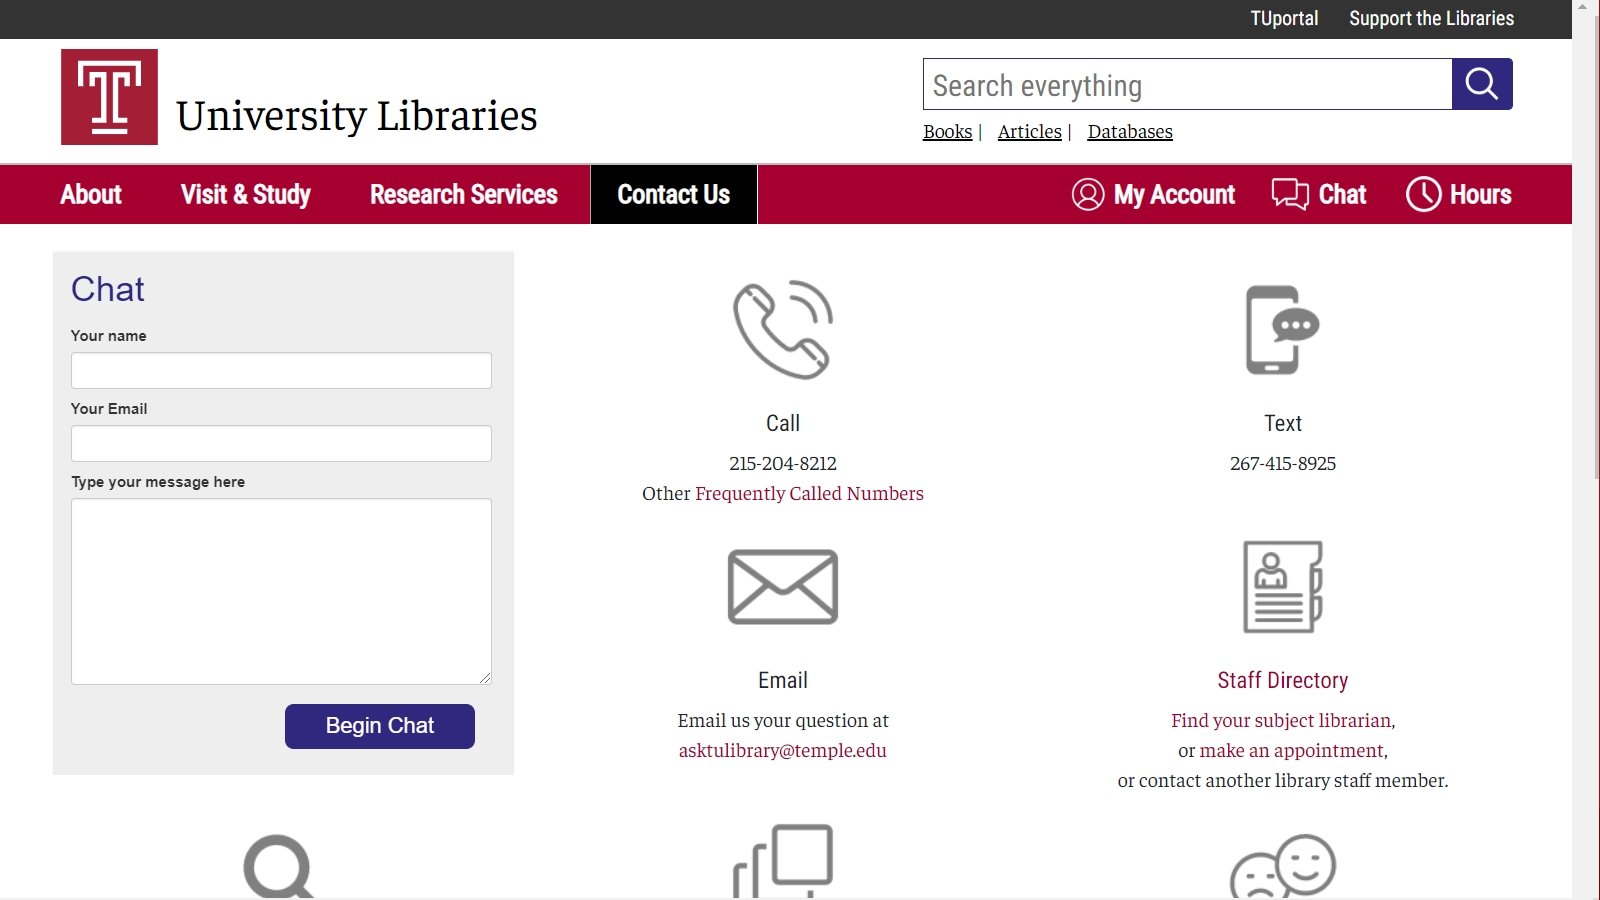 TUportal Support the Libraries
University Libraries
Search everything
Books | Articles | Databases
About Visit & Study Research Services Contact Us My Account Chat Hours
Chat
Your name
Your Email
Type your message here
Begin Chat
Call
215-204-8212
Other Frequently Called Numbers
Text
267-415-8925
Email
Email us your question at
asktulibrary@temple.edu
Staff Directory
Find your subject librarian,
or make an appointment,
or contact another library staff member.